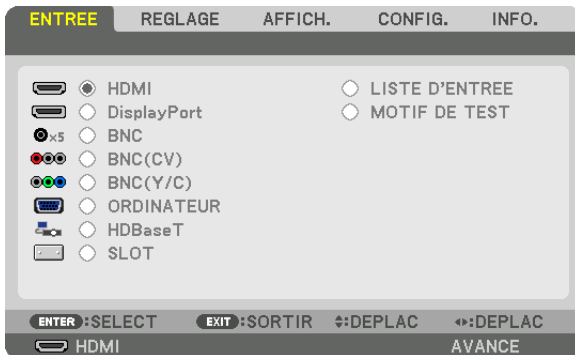 ENTREE REGLAGE AFFICH. CONFIG. INFO.
HDMI
DisplayPort
×5 BNC
BNC(CV)
BNC(Y/C)
ORDINATEUR
HDBaseT
SLOT
LISTE D'ENTREE
MOTIF DE TEST
ENTER :SELECT EXIT :SORTIR :DEPLAC :DEPLAC
HDMI AVANCE